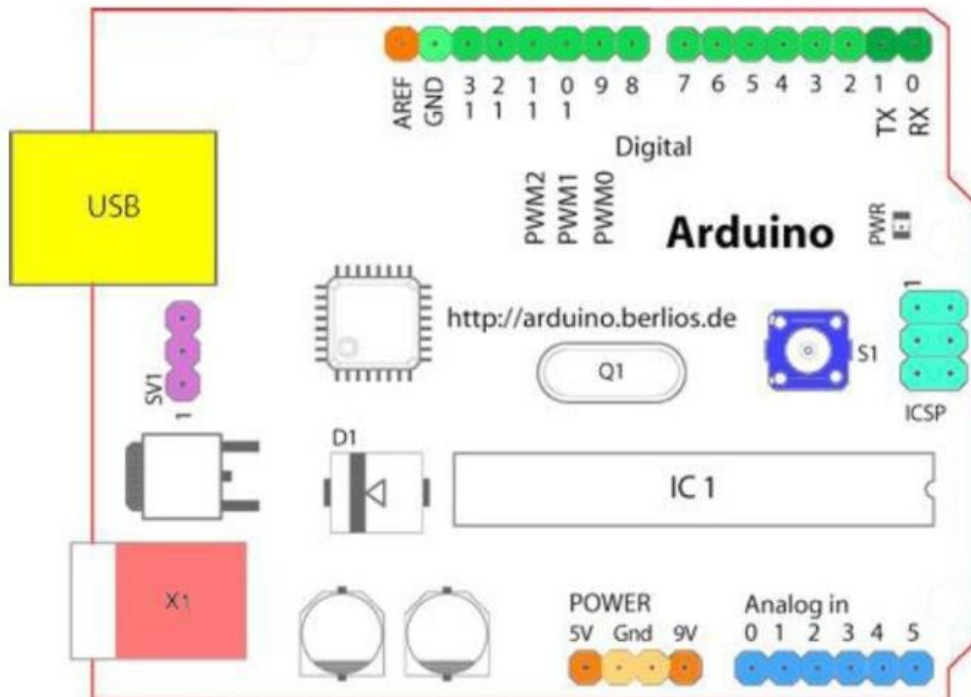 AREF
GND
13
12
11
10
9 8 7 6 5 4 3 2 1 0
TX
RX
Digital
USB
PWM2
PWM1
PWM0
Arduino
PWR
1
http://arduino.berlios.de
Q1
S1
SV1
1
ICSP
D1
IC 1
X1
POWER
5V Gnd 9V
Analog in
0 1 2 3 4 5